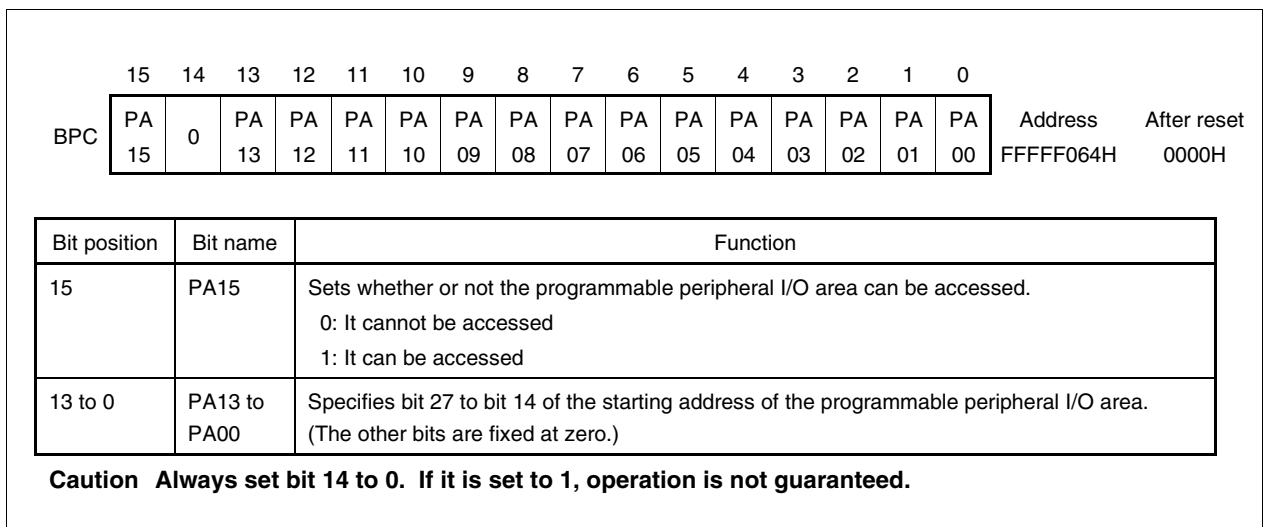 15 14 13 12 11 10 9 8 7 6 5 4 3 2 1 0
BPC PA 15 0 PA 13 PA 12 PA 11 PA 10 PA 09 PA 08 PA 07 PA 06 PA 05 PA 04 PA 03 PA 02 PA 01 PA 00 Address FFFFF064H After reset 0000H
Bit position Bit name Function
15 PA15 Sets whether or not the programmable peripheral I/O area can be accessed.
0: It cannot be accessed
1: It can be accessed
13 to 0 PA13 to PA00 Specifies bit 27 to bit 14 of the starting address of the programmable peripheral I/O area.
(The other bits are fixed at zero.)
Caution Always set bit 14 to 0. If it is set to 1, operation is not guaranteed.